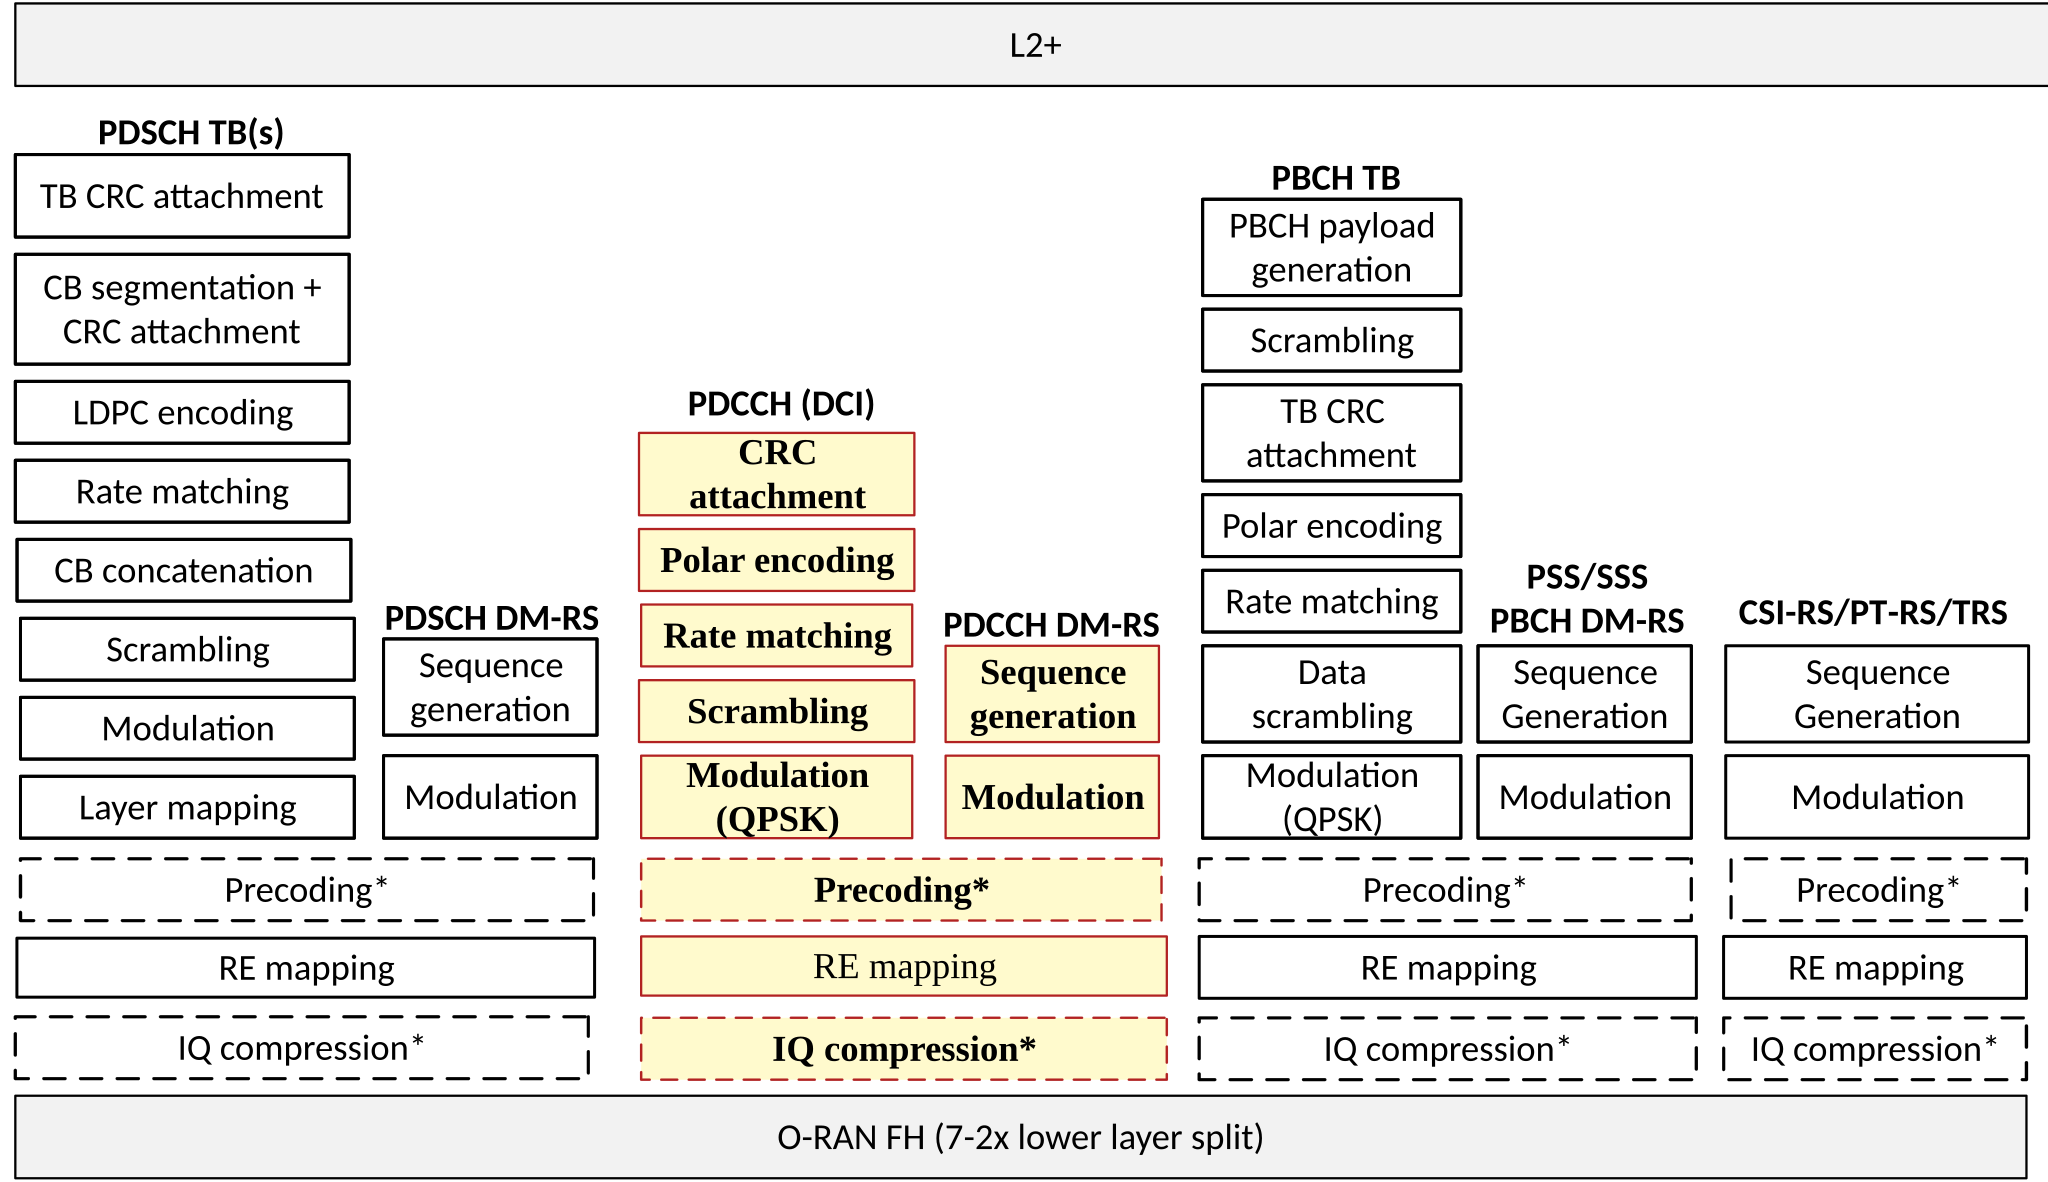 L2+
PDSCH TB(s)
TB CRC attachment
CB segmentation +
CRC attachment
LDPC encoding
Rate matching
CB concatenation
Scrambling
Modulation
Layer mapping
PDSCH DM-RS
Sequence
generation
Modulation
Precoding*
RE mapping
IQ compression*
PDCCH (DCI)
CRC
attachment
Polar encoding
Rate matching
Scrambling
Modulation
(QPSK)
PDCCH DM-RS
Sequence
generation
Modulation
Precoding*
RE mapping
IQ compression*
PBCH TB
PBCH payload
generation
Scrambling
TB CRC
attachment
Polar encoding
Rate matching
Data
scrambling
Modulation
(QPSK)
PSS/SSS
PBCH DM-RS
Sequence
Generation
Modulation
Precoding*
RE mapping
IQ compression*
CSI-RS/PT-RS/TRS
Sequence
Generation
Modulation
Precoding*
RE mapping
IQ compression*
O-RAN FH (7-2x lower layer split)